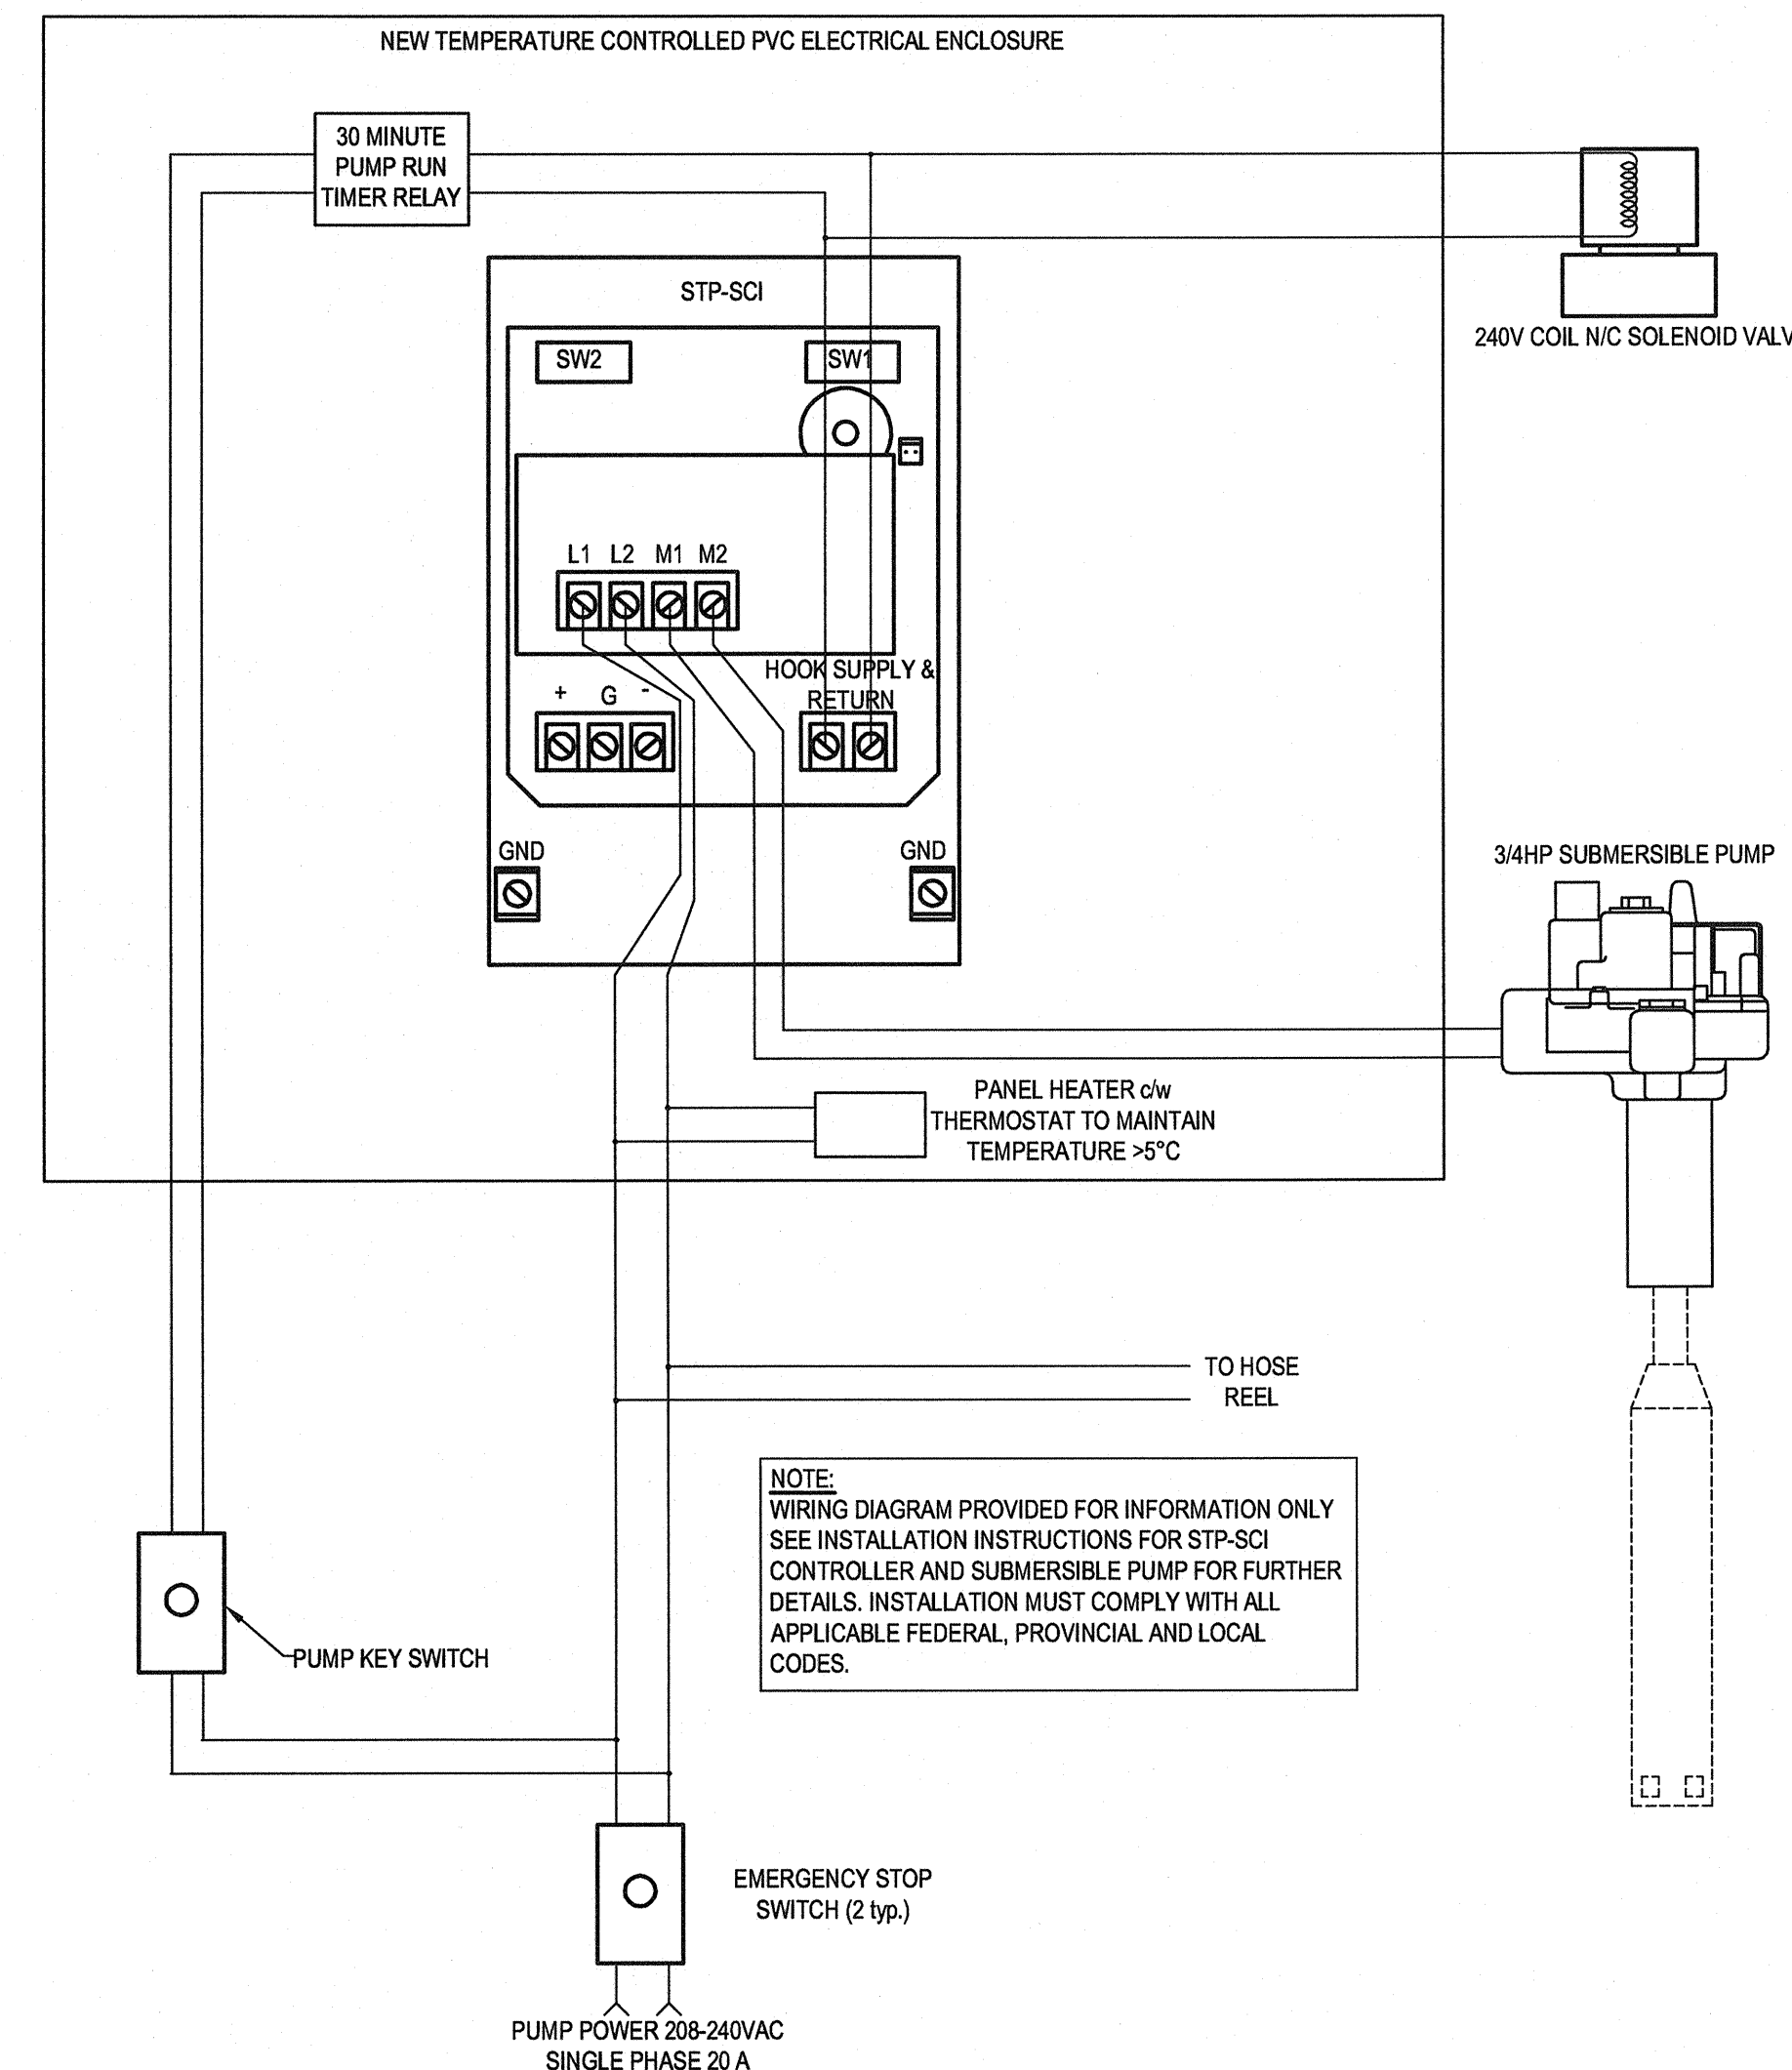 NEW TEMPERATURE CONTROLLED PVC ELECTRICAL ENCLOSURE
30 MINUTE
PUMP RUN
TIMER RELAY
240V COIL N/C SOLENOID VALV
STP-SCI
SW2
SW1
L1 L2 M1 M2
HOOK SUPPLY &
RETURN
+ G -
GND
GND
3/4HP SUBMERSIBLE PUMP
PANEL HEATER c/w
THERMOSTAT TO MAINTAIN
TEMPERATURE >5°C
TO HOSE
REEL
NOTE:
WIRING DIAGRAM PROVIDED FOR INFORMATION ONLY
SEE INSTALLATION INSTRUCTIONS FOR STP-SCI
CONTROLLER AND SUBMERSIBLE PUMP FOR FURTHER
DETAILS. INSTALLATION MUST COMPLY WITH ALL
APPLICABLE FEDERAL, PROVINCIAL AND LOCAL
CODES.
PUMP KEY SWITCH
EMERGENCY STOP
SWITCH (2 typ.)
PUMP POWER 208-240VAC
SINGLE PHASE 20 A